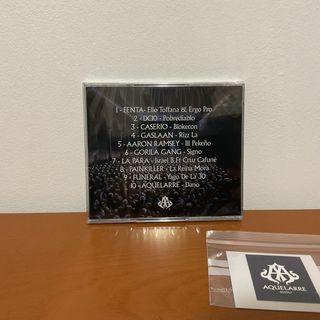 1 - FENTA- Elio Toffana & Ergo Pro
2 - DC10 - Pobrediablo
3 - CASERIO - Blokecon
4 - GASLAAN - Rizz La
5 - AARON RAMSEY - Ill Pekeño
6 - GORILA GANG - Signo
7 - LA PARA - Israel B Ft Cruz Cafuné
8 - PAINKILLER - La Reina Mora
9 - FUNERAL - Yago De La 30
10 - AQUELARRE - Dano
AQUELARRE